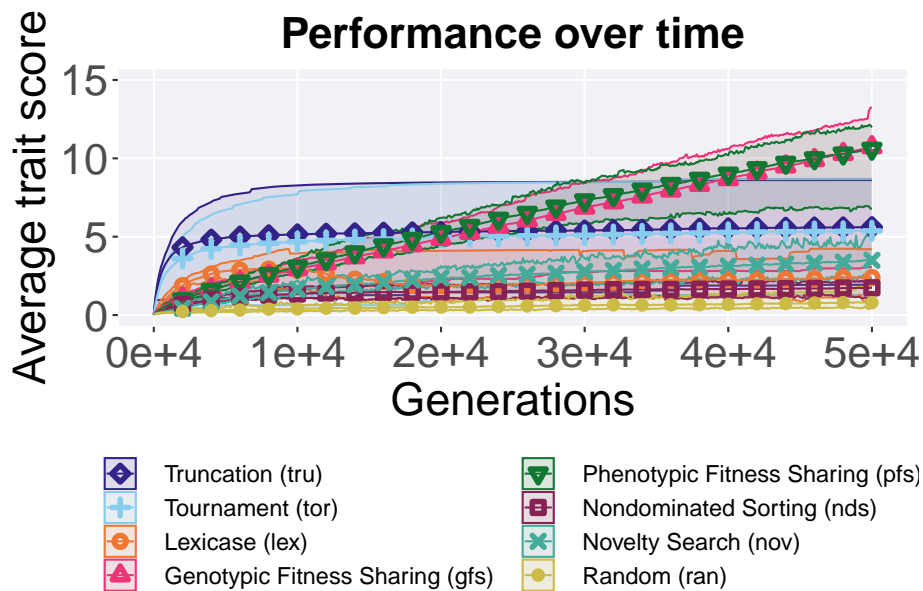 Performance over time
Average trait score
15
10
5
0
0e+4 1e+4 2e+4 3e+4 4e+4 5e+4
Generations
Truncation (tru)
Tournament (tor)
Lexicase (lex)
Genotypic Fitness Sharing (gfs)
Phenotypic Fitness Sharing (pfs)
Nondominated Sorting (nds)
Novelty Search (nov)
Random (ran)